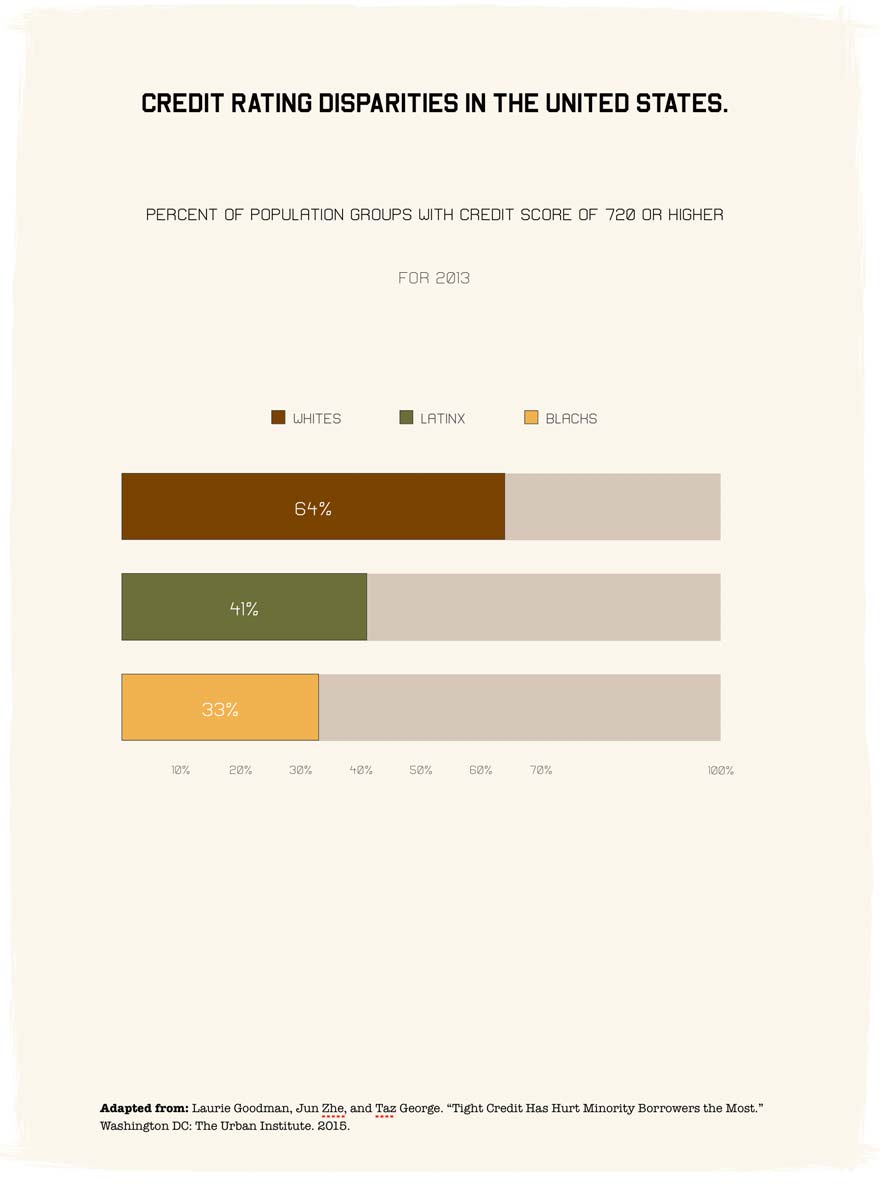 CREDIT RATING DISPARITIES IN THE UNITED STATES.
PERCENT OF POPULATION GROUPS WITH CREDIT SCORE OF 720 OR HIGHER
FOR 2013
WHITES LATINX BLACKS
64%
41%
33%
10% 20% 30% 40% 50% 60% 70% 100%
Adapted from: Laurie Goodman, Jun Zhe, and Taz George. “Tight Credit Has Hurt Minority Borrowers the Most.”
Washington DC: The Urban Institute. 2015.